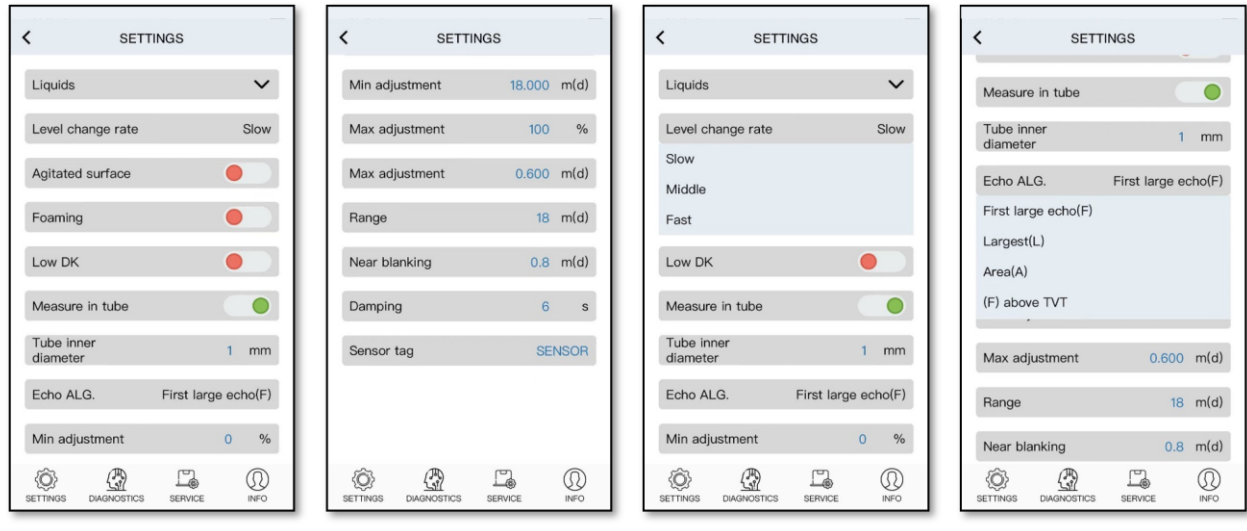 SETTINGS
Liquids
Level change rate Slow
Agitated surface
Foaming
Low DK
Measure in tube
Tube inner
diameter 1 mm
Echo ALG. First large echo(F)
Min adjustment 0 %
SETTINGS DIAGNOSTICS SERVICE INFO
SETTINGS
Min adjustment 18.000 m(d)
Max adjustment 100 %
Max adjustment 0.600 m(d)
Range 18 m(d)
Near blanking 0.8 m(d)
Damping 6 s
Sensor tag SENSOR
SETTINGS DIAGNOSTICS SERVICE INFO
SETTINGS
Liquids
Level change rate Slow
Slow
Middle
Fast
Low DK
Measure in tube
Tube inner
diameter 1 mm
Echo ALG. First large echo(F)
Min adjustment 0 %
SETTINGS DIAGNOSTICS SERVICE INFO
SETTINGS
Measure in tube
Tube inner
diameter 1 mm
Echo ALG. First large echo(F)
First large echo(F)
Largest(L)
Area(A)
(F) above TVT
Max adjustment 0.600 m(d)
Range 18 m(d)
Near blanking 0.8 m(d)
SETTINGS DIAGNOSTICS SERVICE INFO